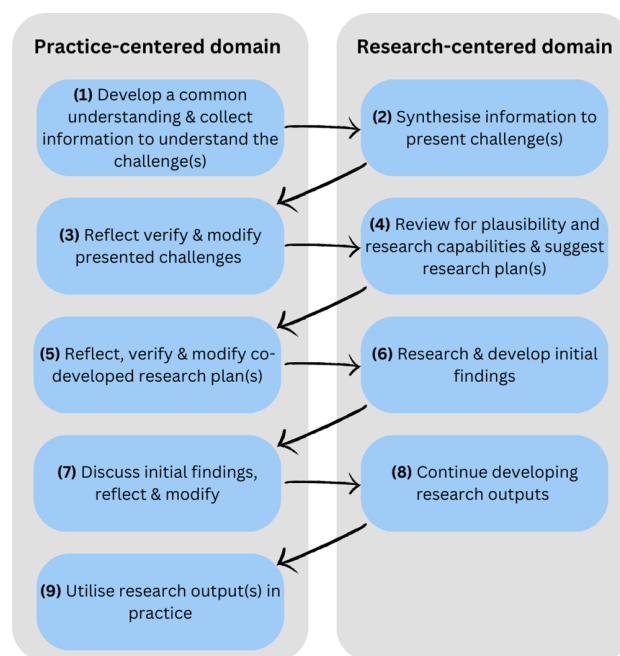 Practice-centered domain
Research-centered domain
(1) Develop a common
understanding & collect
information to understand the
challenge(s)
(2) Synthesise information to
present challenge(s)
(3) Reflect verify & modify
presented challenges
(4) Review for plausibility and
research capabilities & suggest
research plan(s)
(5) Reflect, verify & modify co-
developed research plan(s)
(6) Research & develop initial
findings
(7) Discuss initial findings,
reflect & modify
(8) Continue developing
research outputs
(9) Utilise research output(s) in
practice